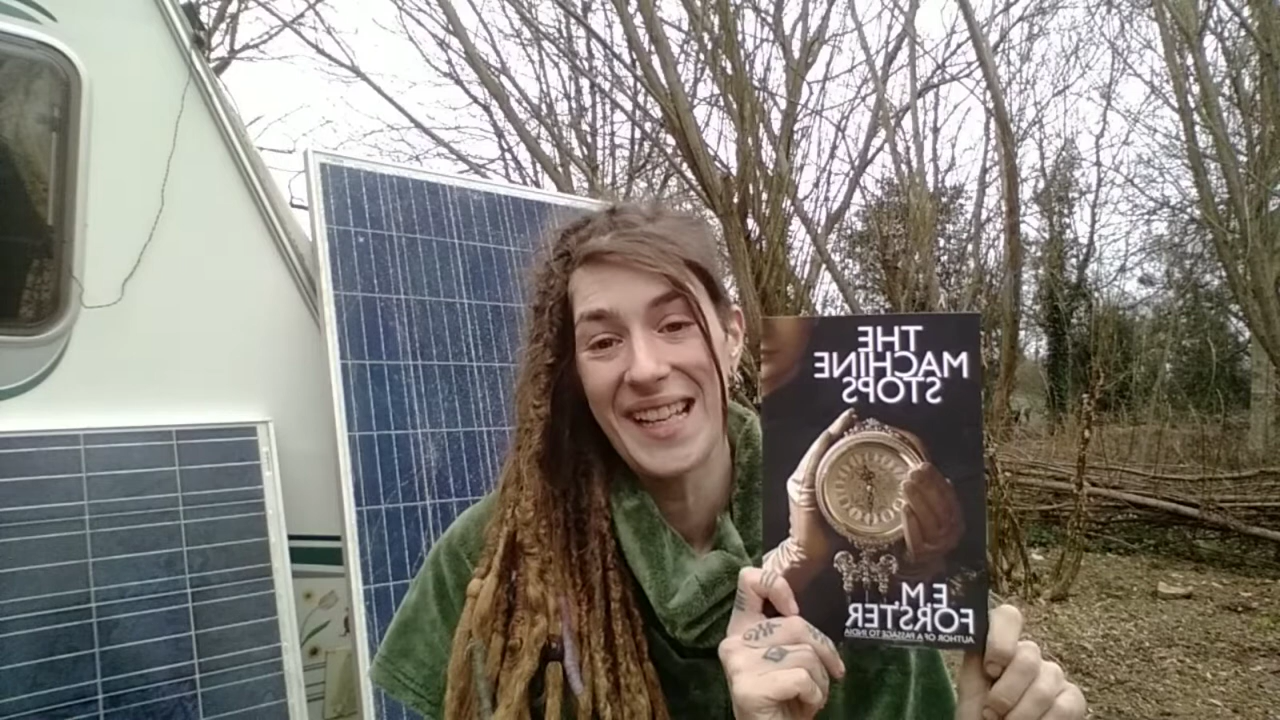 THE
MACHINE
STOPS
E.M.
FORSTER
AUTHOR OF A PASSAGE TO INDIA